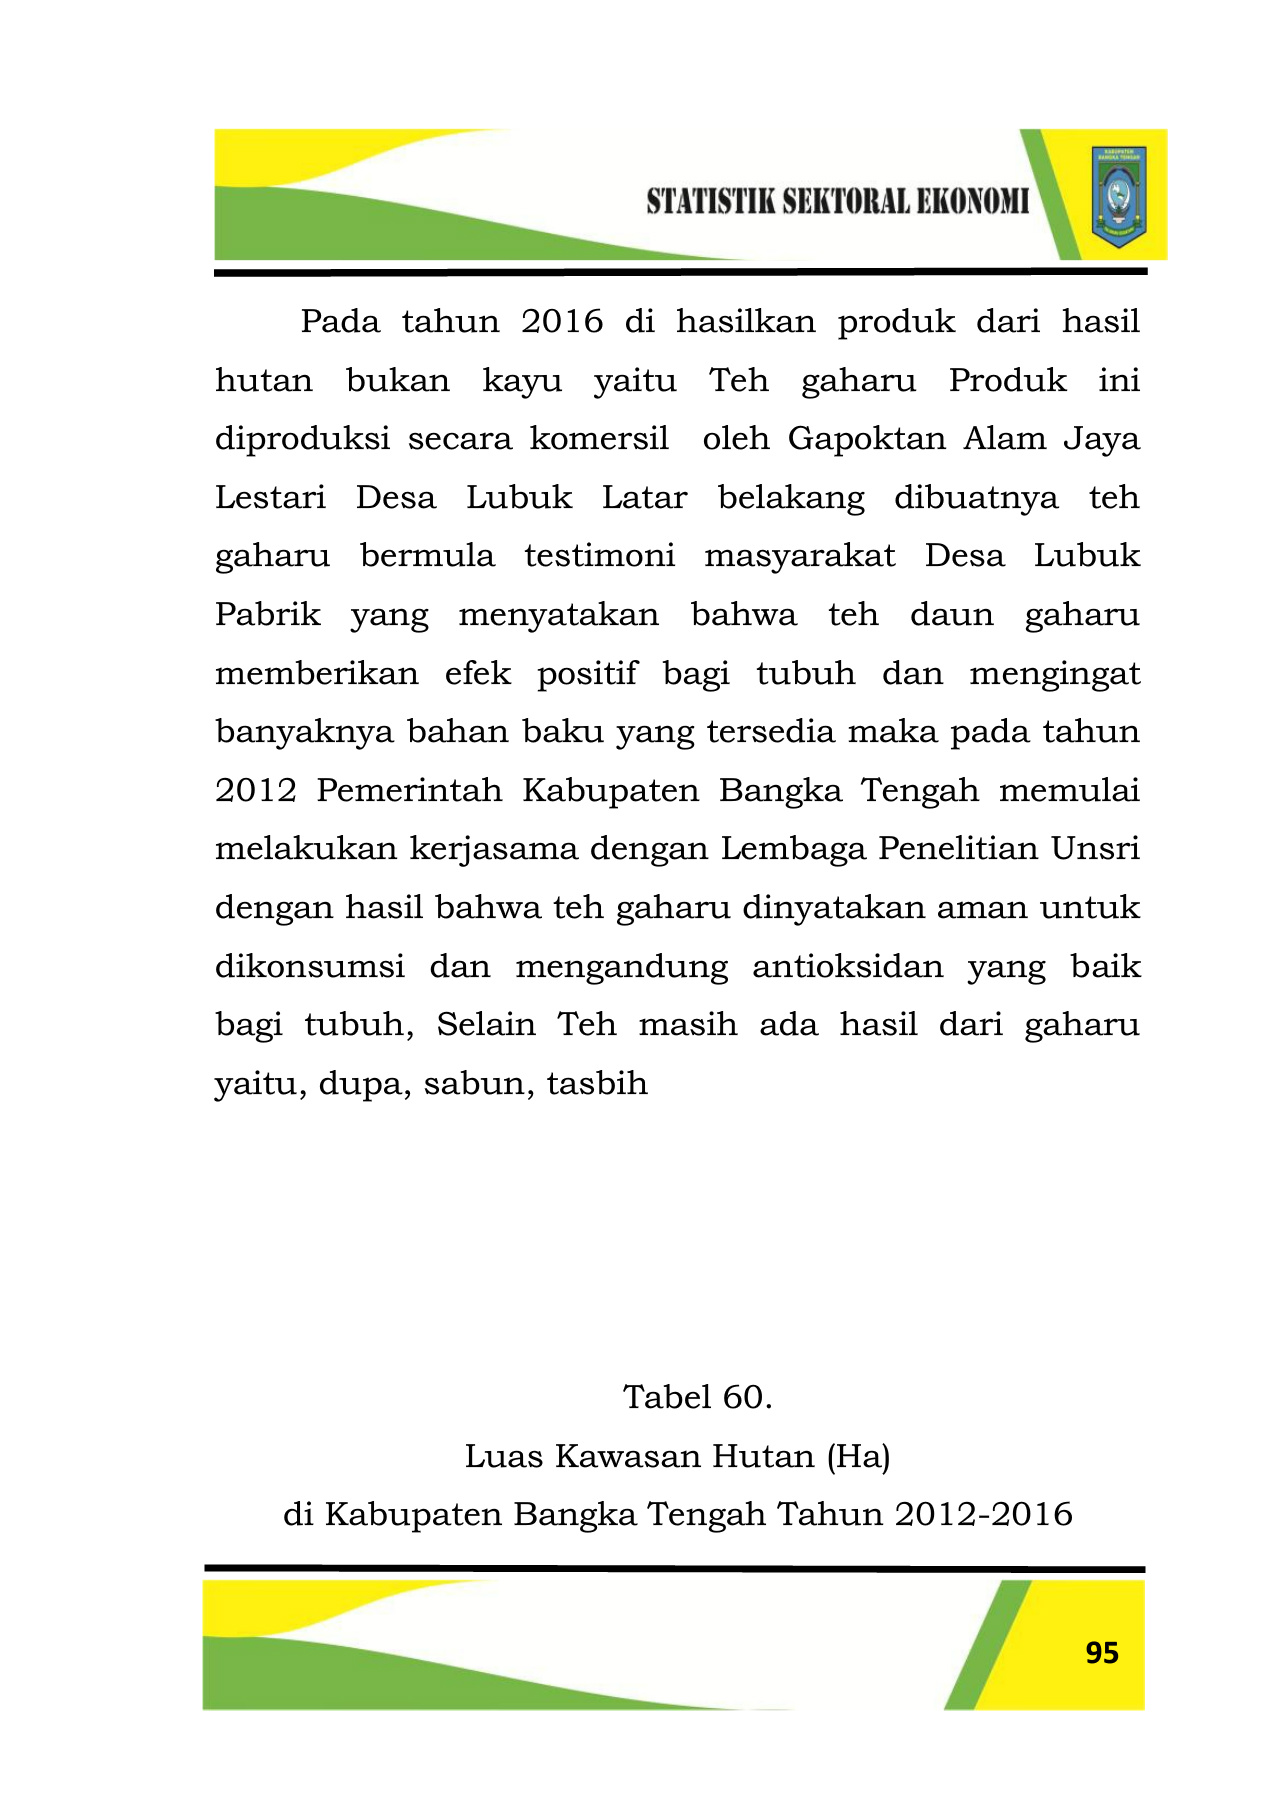 KABUPATEN
BANGKA TENGAH
STATISTIK SEKTORAL EKONOMI
Pada tahun 2016 di hasilkan produk dari hasil
hutan bukan kayu yaitu Teh gaharu Produk ini
diproduksi secara komersil oleh Gapoktan Alam Jaya
Lestari Desa Lubuk Latar belakang dibuatnya teh
gaharu bermula testimoni masyarakat Desa Lubuk
Pabrik yang menyatakan bahwa teh daun gaharu
memberikan efek positif bagi tubuh dan mengingat
banyaknya bahan baku yang tersedia maka pada tahun
2012 Pemerintah Kabupaten Bangka Tengah memulai
melakukan kerjasama dengan Lembaga Penelitian Unsri
dengan hasil bahwa teh gaharu dinyatakan aman untuk
dikonsumsi dan mengandung antioksidan yang baik
bagi tubuh, Selain Teh masih ada hasil dari gaharu
yaitu, dupa, sabun, tasbih
Tabel 60.
Luas Kawasan Hutan (Ha)
di Kabupaten Bangka Tengah Tahun 2012-2016
95